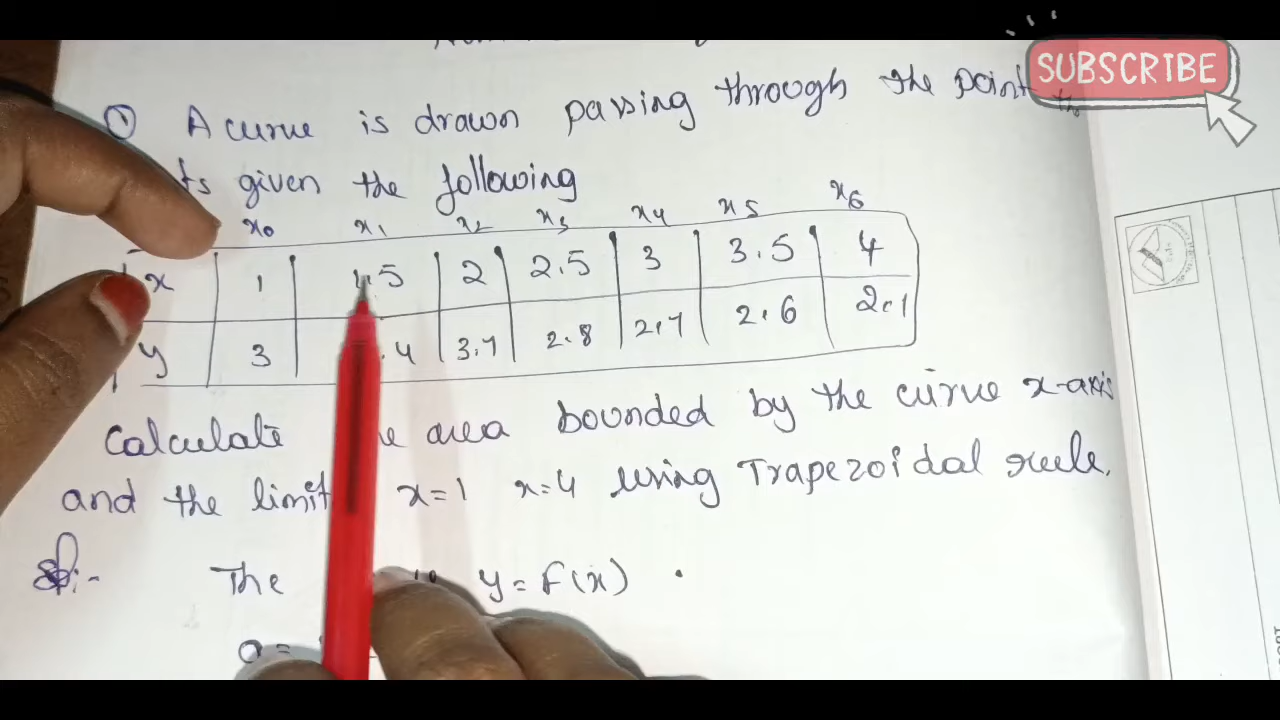 SUBSCRIBE
① A curve is drawn passing through the point
ts given the following
x0 x1 x2 x3 x4 x5 x6
x 1 1.5 2 2.5 3 3.5 4
y 3 .4 3.7 2.8 2.7 2.6 2.1
calculate area bounded by the curve x-axis
and the limit x=1 x=4 using Trapezoidal rule.
Sol:- The y = f(x)
a =